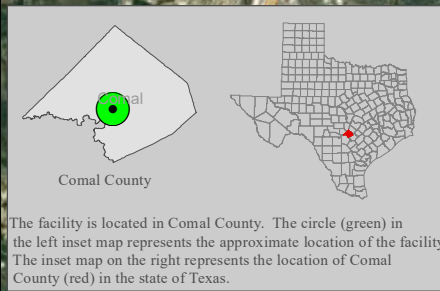 Comal
Comal County
The facility is located in Comal County. The circle (green) in
the left inset map represents the approximate location of the facility
The inset map on the right represents the location of Comal
County (red) in the state of Texas.